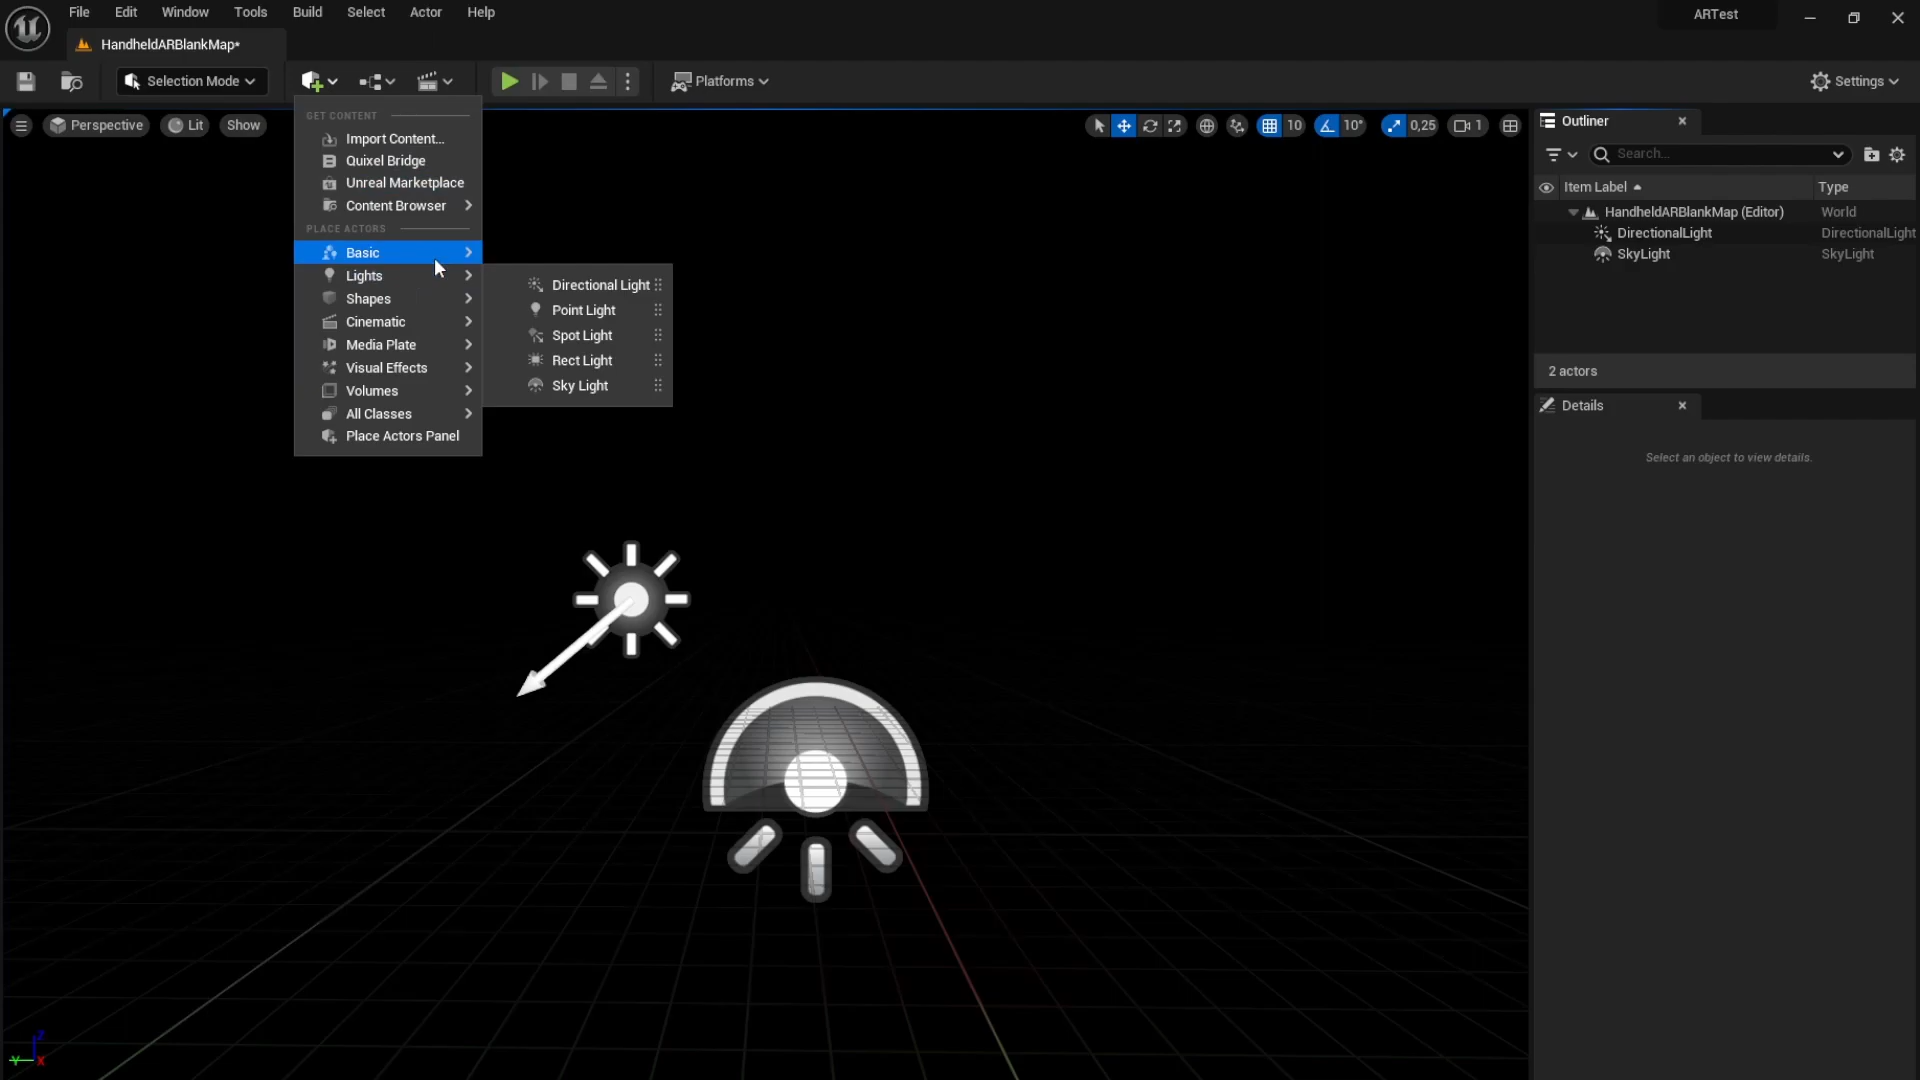 File Edit Window Tools Build Select Actor Help
ARTest
HandheldARBlankMap*
Selection Mode
Platforms
Settings
Perspective Lit Show
10 10° 0,25 1
GET CONTENT
Import Content...
Quixel Bridge
Unreal Marketplace
Content Browser
PLACE ACTORS
Basic
Lights
Shapes
Cinematic
Media Plate
Visual Effects
Volumes
All Classes
Place Actors Panel
Directional Light
Point Light
Spot Light
Rect Light
Sky Light
Outliner
Search...
Item Label Type
HandheldARBlankMap (Editor) World
DirectionalLight DirectionalLight
SkyLight SkyLight
2 actors
Details
Select an object to view details.
Z
Y X